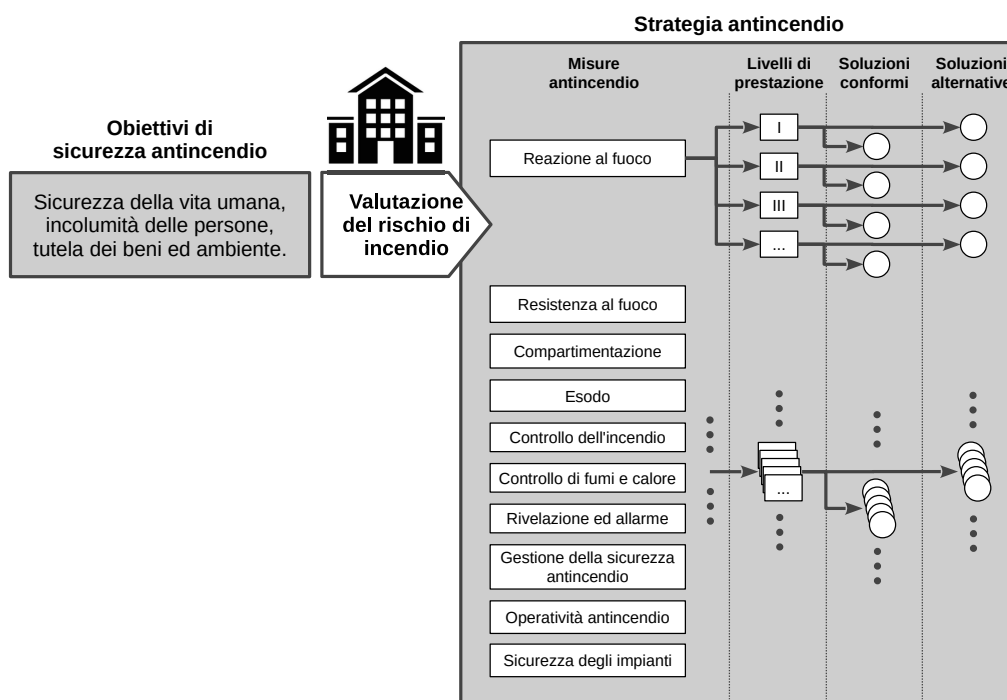 Strategia antincendio
Misure
antincendio
Livelli di
prestazione
Soluzioni
conformi
Soluzioni
alternative
Obiettivi di
sicurezza antincendio
Sicurezza della vita umana,
incolumità delle persone,
tutela dei beni ed ambiente.
Valutazione
del rischio di
incendio
Reazione al fuoco
I
II
III
...
Resistenza al fuoco
Compartimentazione
Esodo
Controllo dell'incendio
Controllo di fumi e calore
...
Rivelazione ed allarme
Gestione della sicurezza
antincendio
Operatività antincendio
Sicurezza degli impianti